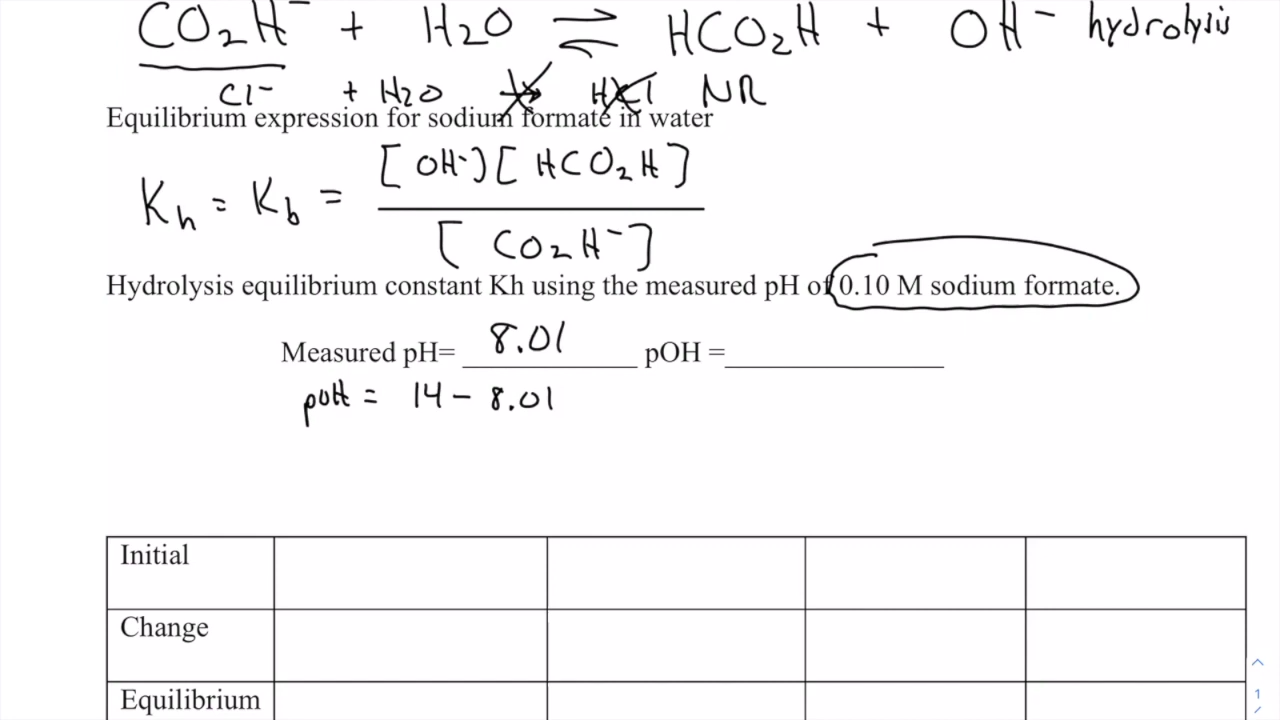 CO₂H⁻ + H₂O ⇌ HCO₂H + OH⁻ hydrolysis
Cl⁻ + H₂O → HCl NR
Equilibrium expression for sodium formate in water
Kh = Kb = [OH⁻][HCO₂H]
[CO₂H⁻]
Hydrolysis equilibrium constant Kh using the measured pH of 0.10 M sodium formate.
Measured pH= 8.01 pOH =
pOH = 14 - 8.01
Initial
Change
Equilibrium
1